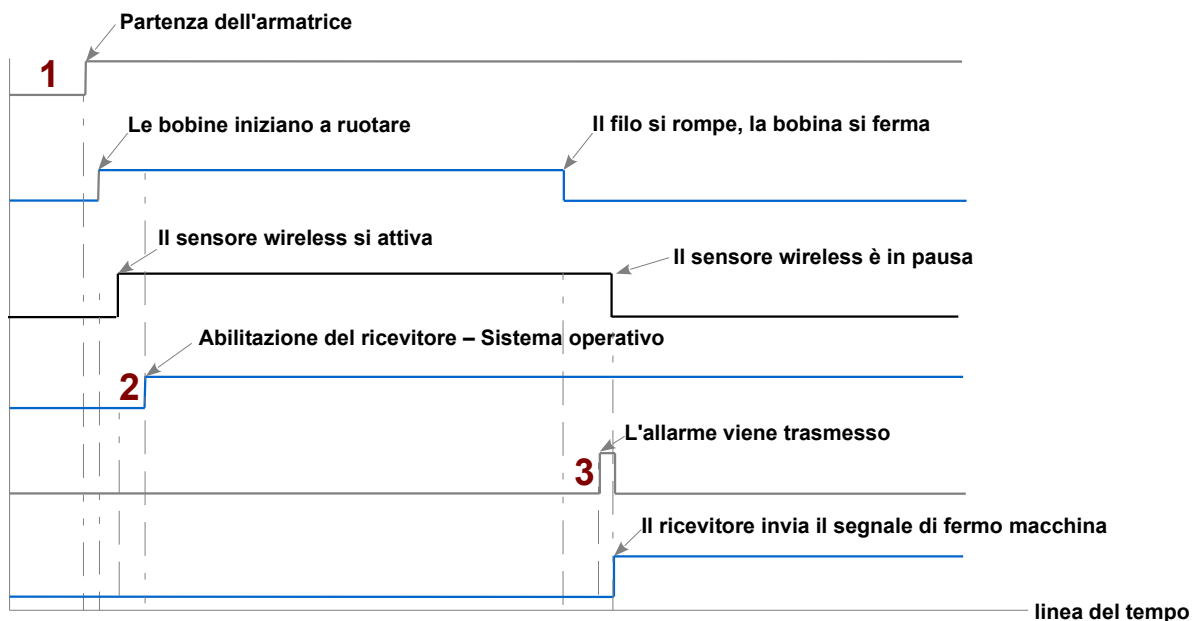 Partenza dell'armatrice
1
Le bobine iniziano a ruotare
Il filo si rompe, la bobina si ferma
Il sensore wireless si attiva
Il sensore wireless è in pausa
Abilitazione del ricevitore – Sistema operativo
2
L'allarme viene trasmesso
3
Il ricevitore invia il segnale di fermo macchina
linea del tempo